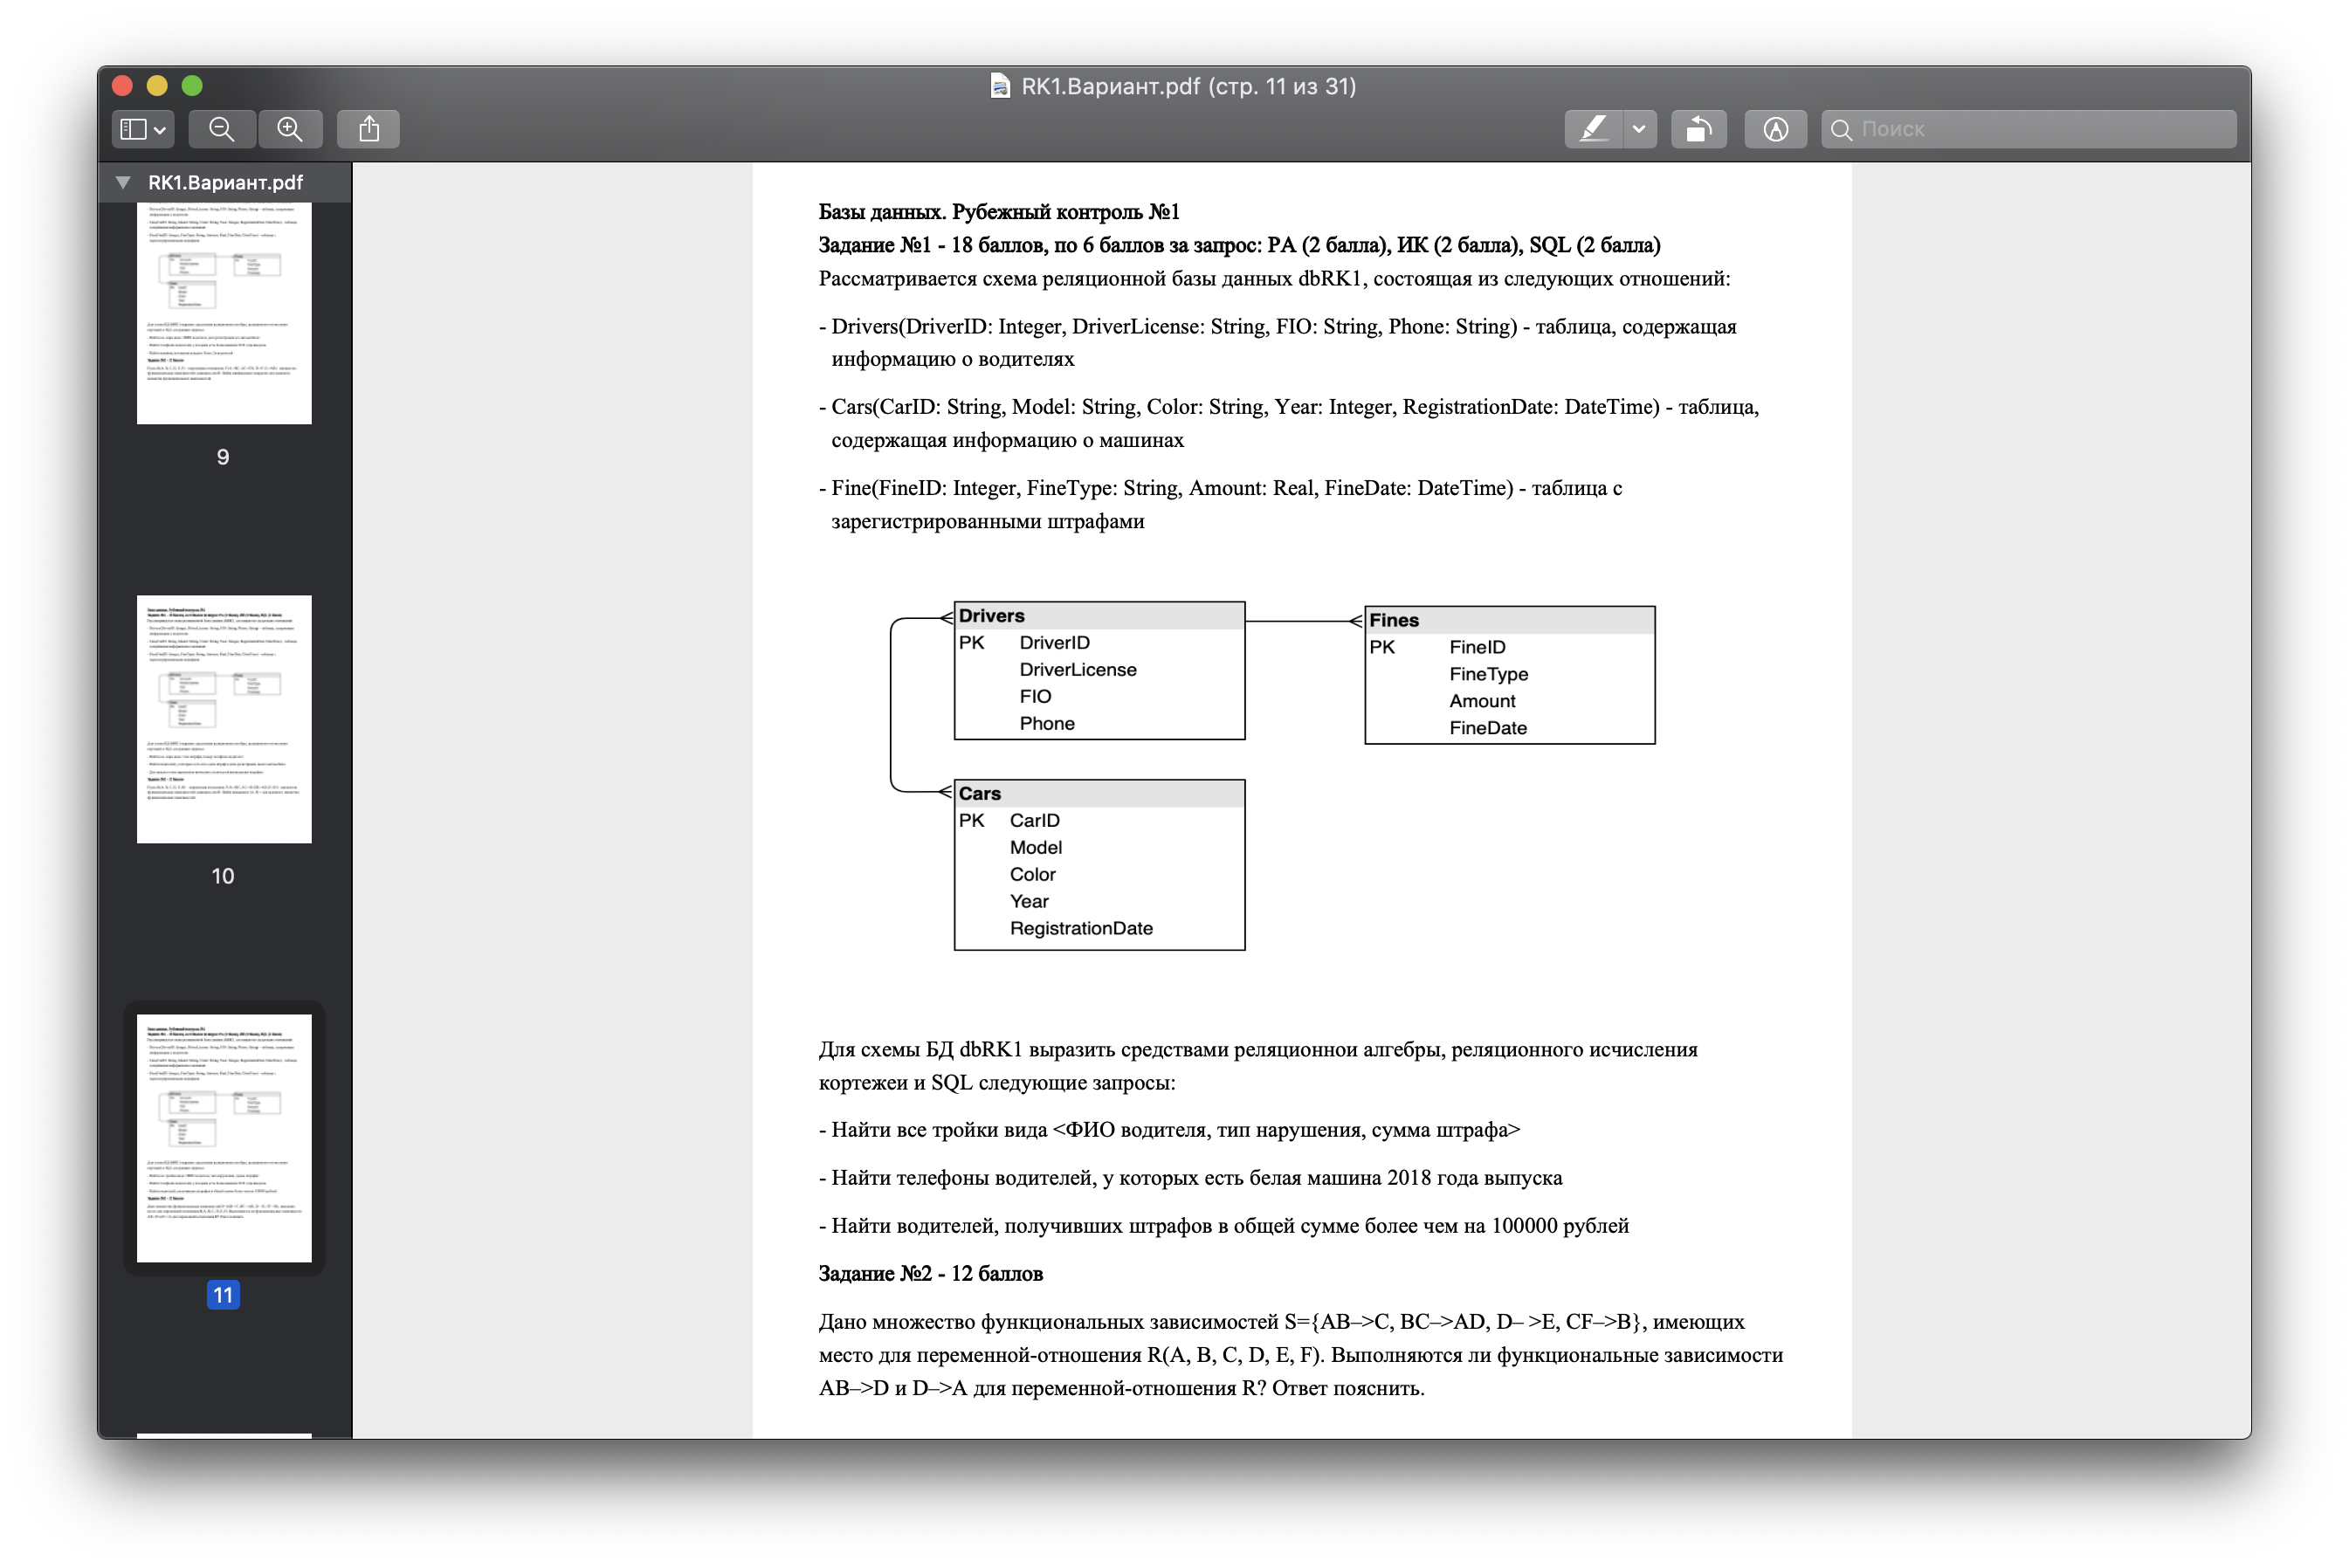 RK1.Вариант.pdf (стр. 11 из 31)
Поиск
RK1.Вариант.pdf
9
10
11
Базы данных. Рубежный контроль №1
Задание №1 - 18 баллов, по 6 баллов за запрос: РА (2 балла), ИК (2 балла), SQL (2 балла)
Рассматривается схема реляционной базы данных dbRK1, состоящая из следующих отношений:
- Drivers(DriverID: Integer, DriverLicense: String, FIO: String, Phone: String) - таблица, содержащая
информацию о водителях
- Cars(CarID: String, Model: String, Color: String, Year: Integer, RegistrationDate: DateTime) - таблица,
содержащая информацию о машинах
- Fine(FineID: Integer, FineType: String, Amount: Real, FineDate: DateTime) - таблица с
зарегистрированными штрафами
Drivers
PK DriverID
DriverLicense
FIO
Phone
Fines
PK FineID
FineType
Amount
FineDate
Cars
PK CarID
Model
Color
Year
RegistrationDate
Для схемы БД dbRK1 выразить средствами реляционнои алгебры, реляционного исчисления
кортежеи и SQL следующие запросы:
- Найти все тройки вида <ФИО водителя, тип нарушения, сумма штрафа>
- Найти телефоны водителей, у которых есть белая машина 2018 года выпуска
- Найти водителей, получивших штрафов в общей сумме более чем на 100000 рублей
Задание №2 - 12 баллов
Дано множество функциональных зависимостей S={AB–>C, BC–>AD, D– >E, CF–>B}, имеющих
место для переменной-отношения R(A, B, C, D, E, F). Выполняются ли функциональные зависимости
AB–>D и D–>A для переменной-отношения R? Ответ пояснить.